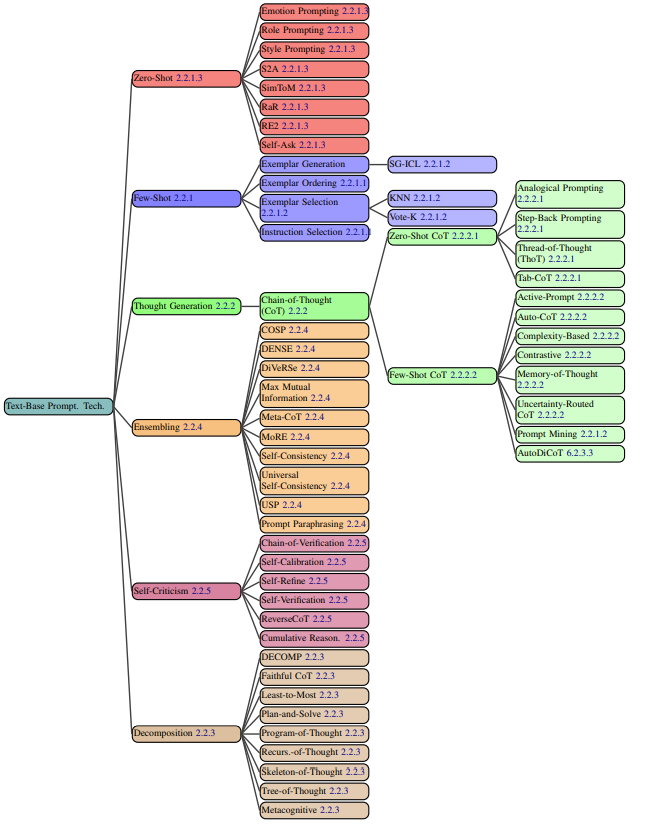 Emotion Prompting 2.2.1.3
Role Prompting 2.2.1.3
Style Prompting 2.2.1.3
S2A 2.2.1.3
Zero-Shot 2.2.1.3
SimToM 2.2.1.3
RaR 2.2.1.3
RE2 2.2.1.3
Self-Ask 2.2.1.3
Exemplar Generation
SG-ICL 2.2.1.2
Exemplar Ordering 2.2.1.1
Few-Shot 2.2.1
Exemplar Selection
2.2.1.2
KNN 2.2.1.2
Vote-K 2.2.1.2
Instruction Selection 2.2.1.1
Thought Generation 2.2.2
Chain-of-Thought
(CoT) 2.2.2
Zero-Shot CoT 2.2.2.1
Analogical Prompting
2.2.2.1
Step-Back Prompting
2.2.2.1
Thread-of-Thought
(ThoT) 2.2.2.1
Tab-CoT 2.2.2.1
Few-Shot CoT 2.2.2.2
Active-Prompt 2.2.2.2
Auto-CoT 2.2.2.2
Complexity-Based 2.2.2.2
Contrastive 2.2.2.2
Memory-of-Thought
2.2.2.2
Uncertainty-Routed
CoT 2.2.2.2
Prompt Mining 2.2.1.2
AutoDiCoT 6.2.3.3
Text-Base Prompt. Tech.
Ensembling 2.2.4
COSP 2.2.4
DENSE 2.2.4
DiVeRSe 2.2.4
Max Mutual
Information 2.2.4
Meta-CoT 2.2.4
MoRE 2.2.4
Self-Consistency 2.2.4
Universal
Self-Consistency 2.2.4
USP 2.2.4
Prompt Paraphrasing 2.2.4
Self-Criticism 2.2.5
Chain-of-Verification 2.2.5
Self-Calibration 2.2.5
Self-Refine 2.2.5
Self-Verification 2.2.5
ReverseCoT 2.2.5
Cumulative Reason. 2.2.5
Decomposition 2.2.3
DECOMP 2.2.3
Faithful CoT 2.2.3
Least-to-Most 2.2.3
Plan-and-Solve 2.2.3
Program-of-Thought 2.2.3
Recurs.-of-Thought 2.2.3
Skeleton-of-Thought 2.2.3
Tree-of-Thought 2.2.3
Metacognitive 2.2.3